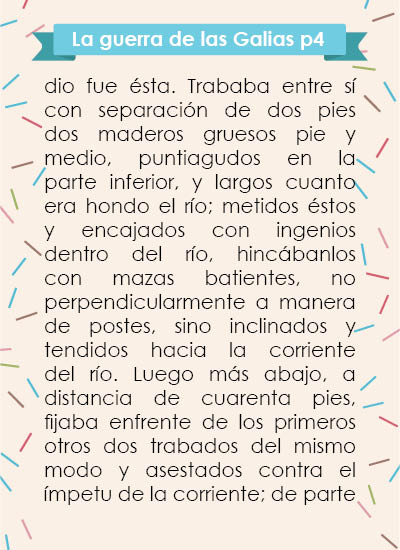 La guerra de las Galias p4
dio fue ésta. Trababa entre sí
con separación de dos pies
dos maderos gruesos pie y
medio, puntiagudos en la
parte inferior, y largos cuanto
era hondo el río; metidos éstos
y encajados con ingenios
dentro del río, hincábanlos
con mazas batientes, no
perpendicularmente a manera
de postes, sino inclinados y
tendidos hacia la corriente
del río. Luego más abajo, a
distancia de cuarenta pies,
fijaba enfrente de los primeros
otros dos trabados del mismo
modo y asestados contra el
ímpetu de la corriente; de parte